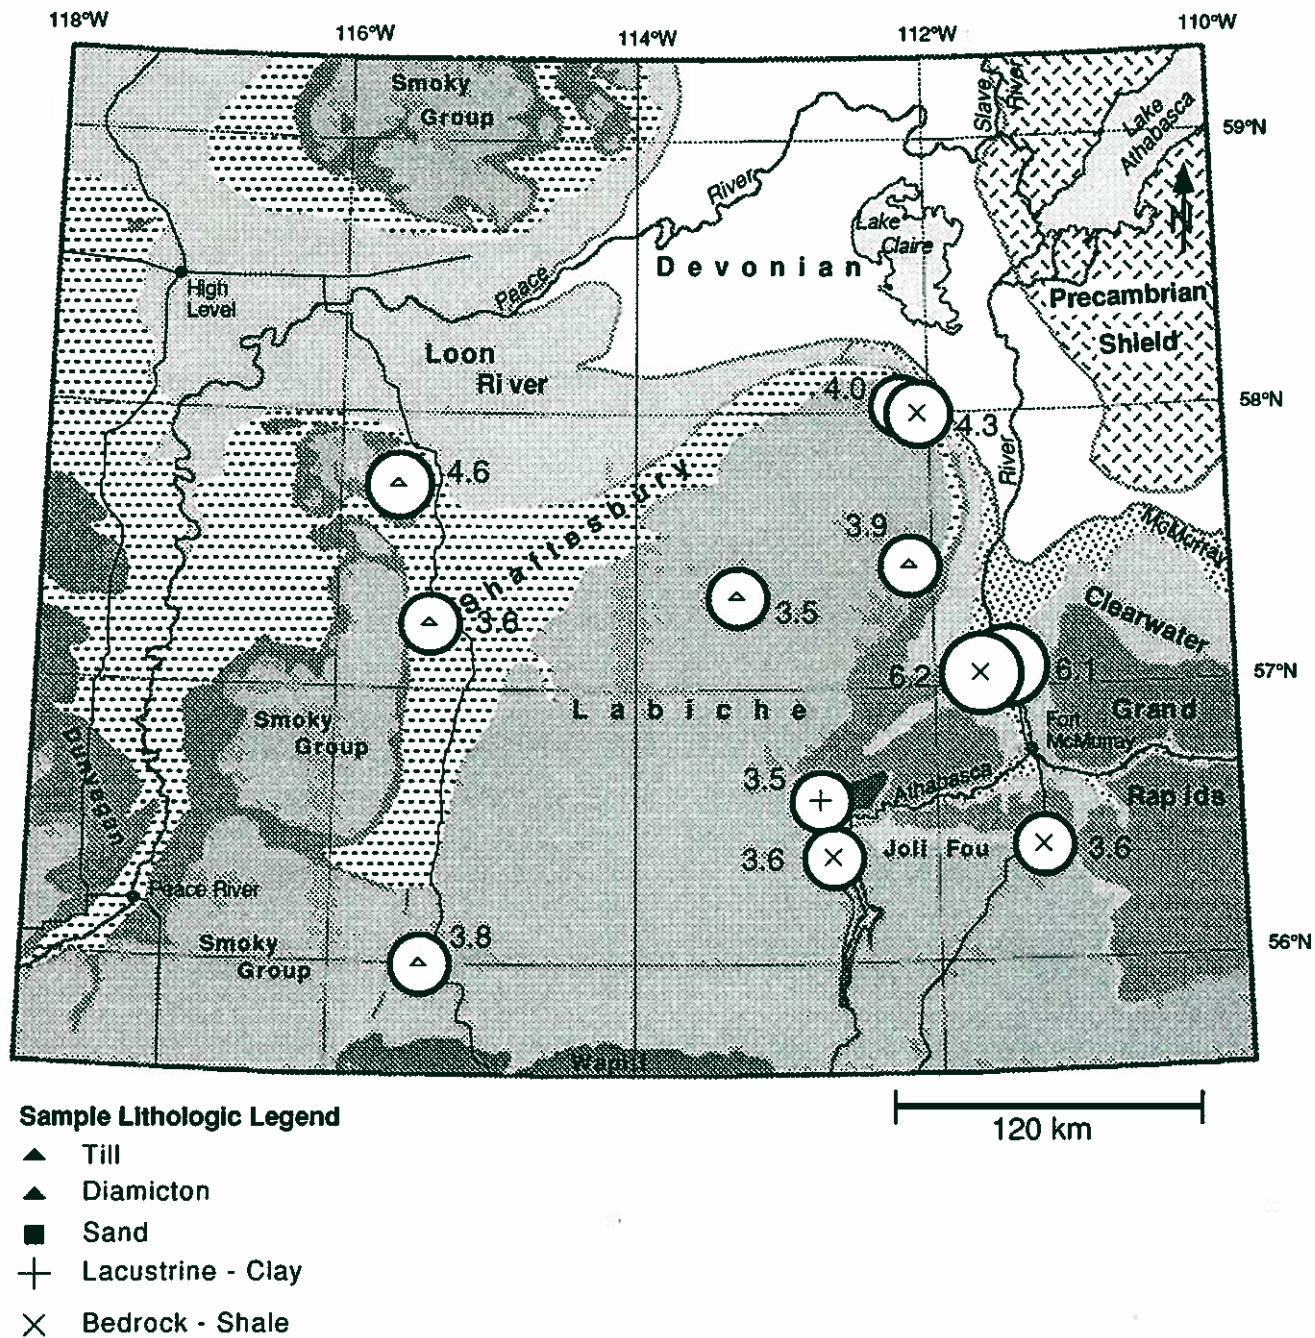 118°W
116°W
114°W
112°W
110°W
Smoky
Group
Slave
River
Lake
Athabasca
59°N
River
Lake
Claire
N
Devonian
High
Level
Peace
Precambrian
Shield
Loon
River
4.0
4.3
58°N
4.6
River
Shaftesbury
3.9
McMurray
3.5
Clearwater
3.6
6.2
6.1
57°N
Labiche
Smoky
Group
Grand
Fort
McMurray
Dunvegan
3.5
Athabasca
Rapids
3.6
Joli Fou
3.6
Peace River
3.8
56°N
Smoky
Group
Wapiti
120 km
Sample Lithologic Legend
Till
Diamicton
Sand
Lacustrine - Clay
Bedrock - Shale